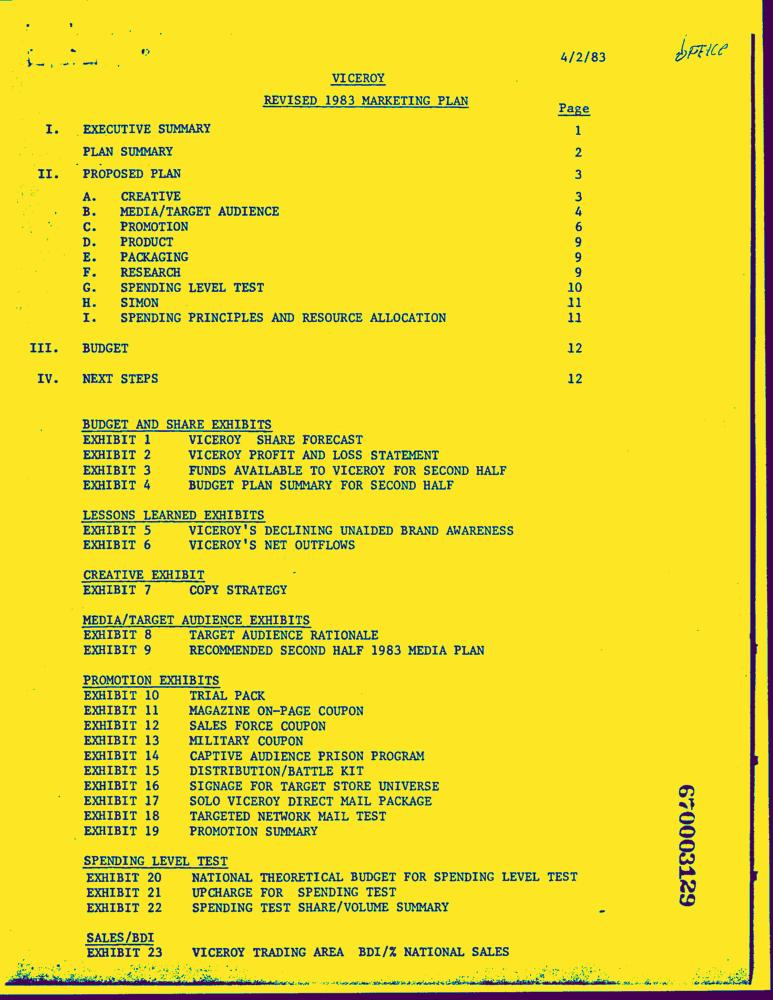 4/2/83 OFFICE
VICEROY
REVISED 1983 MARKETING PLAN
Page
I. EXECUTIVE SUMMARY 1
PLAN SUMMARY 2
II. PROPOSED PLAN 3
A. CREATIVE 3
B. MEDIA/TARGET AUDIENCE 4
C. PROMOTION 6
D. PRODUCT 9
E. PACKAGING 9
F. RESEARCH 9
G. SPENDING LEVEL TEST 10
H. SIMON 11
I. SPENDING PRINCIPLES AND RESOURCE ALLOCATION 11
III. BUDGET 12
IV. NEXT STEPS 12
BUDGET AND SHARE EXHIBITS
EXHIBIT 1 VICEROY SHARE FORECAST
EXHIBIT 2 VICEROY PROFIT AND LOSS STATEMENT
EXHIBIT 3 FUNDS AVAILABLE TO VICEROY FOR SECOND HALF
EXHIBIT 4 BUDGET PLAN SUMMARY FOR SECOND HALF
LESSONS LEARNED EXHIBITS
EXHIBIT 5 VICEROY'S DECLINING UNAIDED BRAND AWARENESS
EXHIBIT 6 VICEROY'S NET OUTFLOWS
CREATIVE EXHIBIT
EXHIBIT 7 COPY STRATEGY
MEDIA/TARGET AUDIENCE EXHIBITS
EXHIBIT 8 TARGET AUDIENCE RATIONALE
EXHIBIT 9 RECOMMENDED SECOND HALF 1983 MEDIA PLAN
PROMOTION EXHIBITS
EXHIBIT 10 TRIAL PACK
EXHIBIT 11 MAGAZINE ON-PAGE COUPON
EXHIBIT 12 SALES FORCE COUPON
EXHIBIT 13 MILITARY COUPON
EXHIBIT 14 CAPTIVE AUDIENCE PRISON PROGRAM
EXHIBIT 15 DISTRIBUTION/BATTLE KIT
EXHIBIT 16 SIGNAGE FOR TARGET STORE UNIVERSE
EXHIBIT 17 SOLO VICEROY DIRECT MAIL PACKAGE
EXHIBIT 18 TARGETED NETWORK MAIL TEST
EXHIBIT 19 PROMOTION SUMMARY
SPENDING LEVEL TEST
EXHIBIT 20 NATIONAL THEORETICAL BUDGET FOR SPENDING LEVEL TEST
EXHIBIT 21 UPCHARGE FOR SPENDING TEST
EXHIBIT 22 SPENDING TEST SHARE/VOLUME SUMMARY
SALES/BDI
EXHIBIT 23 VICEROY TRADING AREA BDI/% NATIONAL SALES
670003129